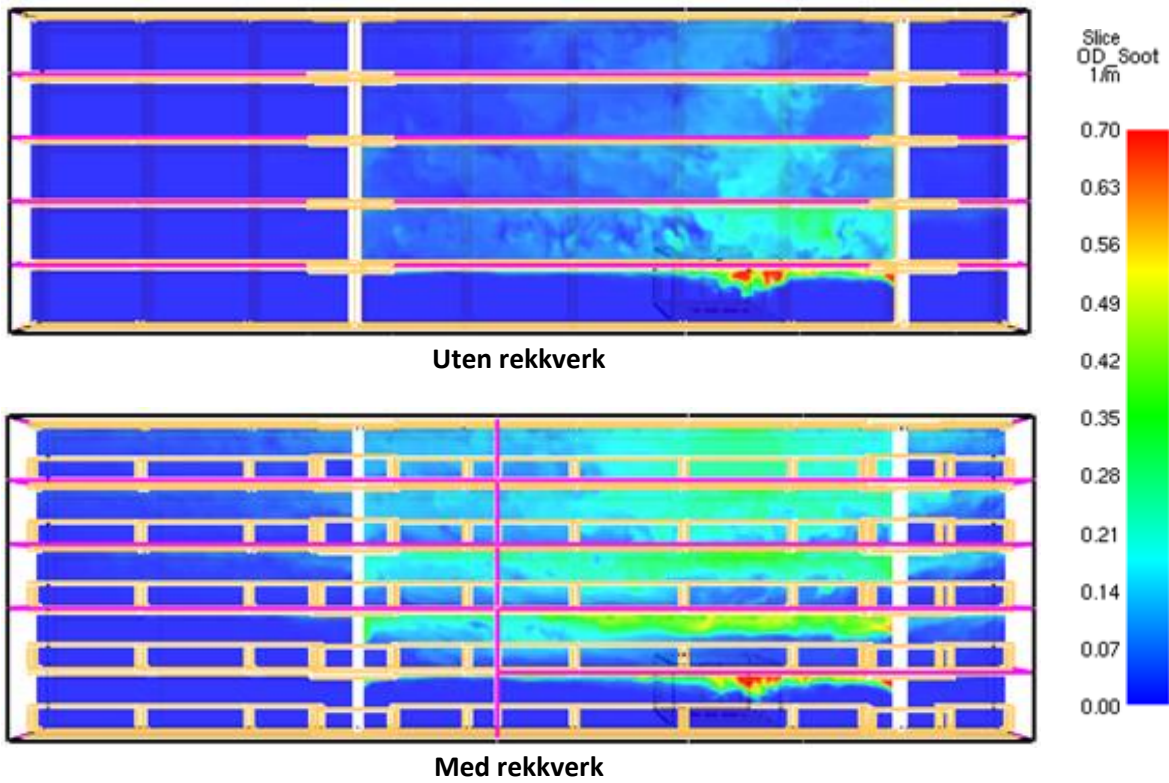 Slice
OD_Soot
1/m
0.70
0.63
0.56
0.49
0.42
0.35
0.28
0.21
0.14
0.07
0.00
Uten rekkverk
Med rekkverk